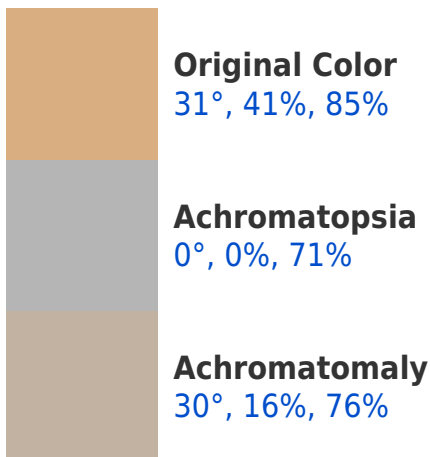 Original Color
31°, 41%, 85%
Achromatopsia
0°, 0%, 71%
Achromatomaly
30°, 16%, 76%